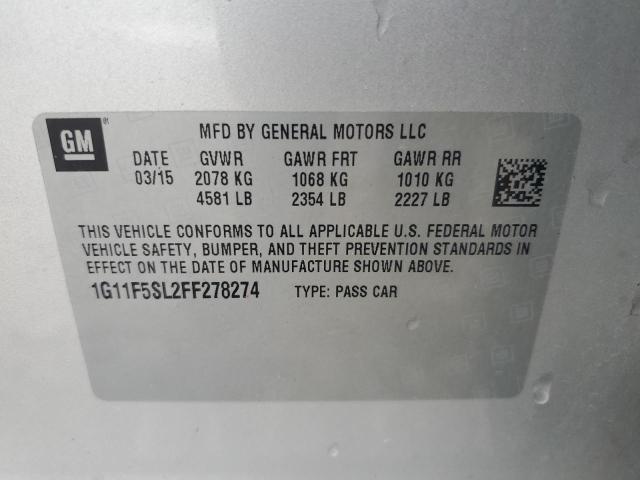 GM
MFD BY GENERAL MOTORS LLC
DATE GVWR GAWR FRT GAWR RR
03/15 2078 KG 1068 KG 1010 KG
4581 LB 2354 LB 2227 LB
THIS VEHICLE CONFORMS TO ALL APPLICABLE U.S. FEDERAL MOTOR
VEHICLE SAFETY, BUMPER, AND THEFT PREVENTION STANDARDS IN
EFFECT ON THE DATE OF MANUFACTURE SHOWN ABOVE.
1G11F5SL2FF278274 TYPE: PASS CAR